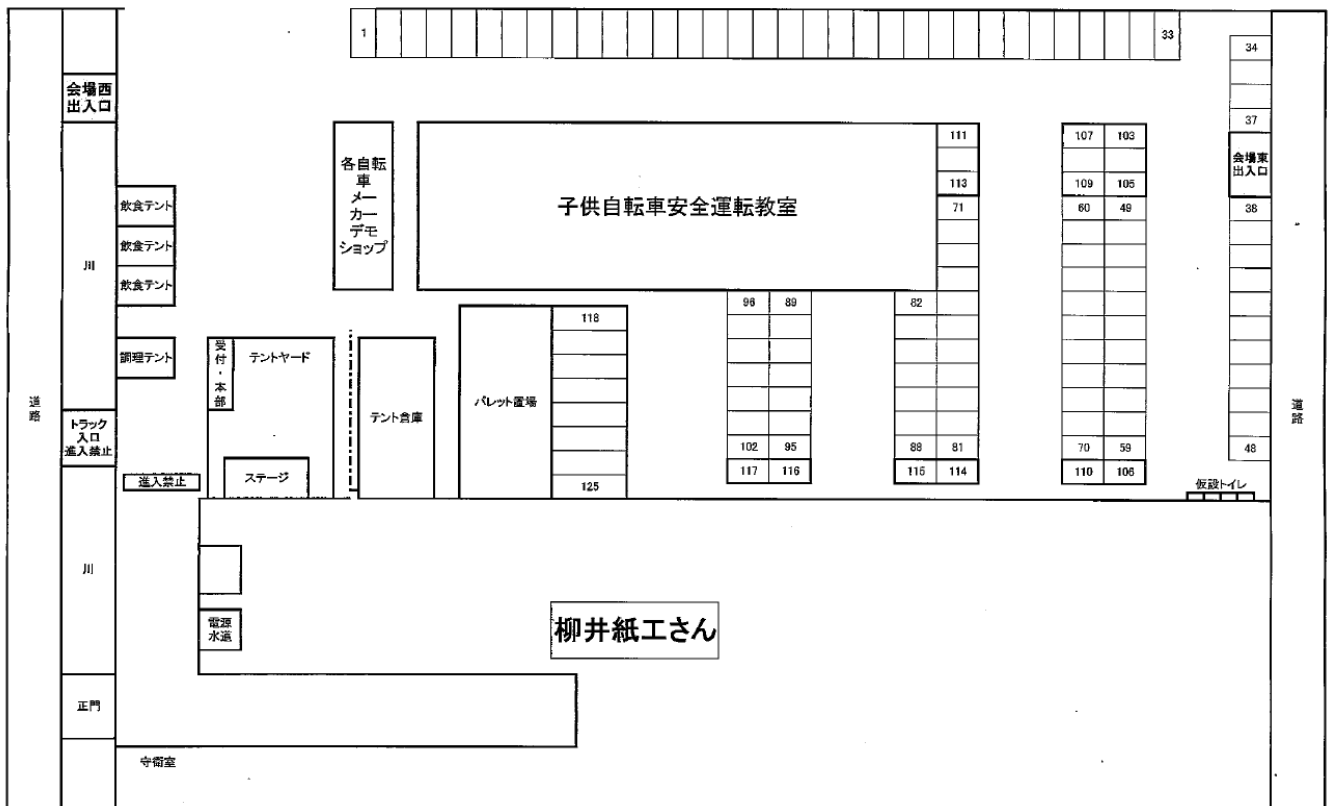 1
33
34
会場西
出入口
37
111
107
103
各自転
車
メー
カー
デモ
ショップ
会場東
出入口
113
109
105
飲食テント
子供自転車安全運転教室
71
60
49
38
飲食テント
川
飲食テント
96
89
82
118
調理テント
受付・本部
テントヤード
道路
パレット置場
テント倉庫
道路
トラック
入口
進入禁止
102
95
88
81
70
59
48
117
116
115
114
110
106
ステージ
進入禁止
125
仮設トイレ
川
電源
水道
柳井紙工さん
正門
守衛室